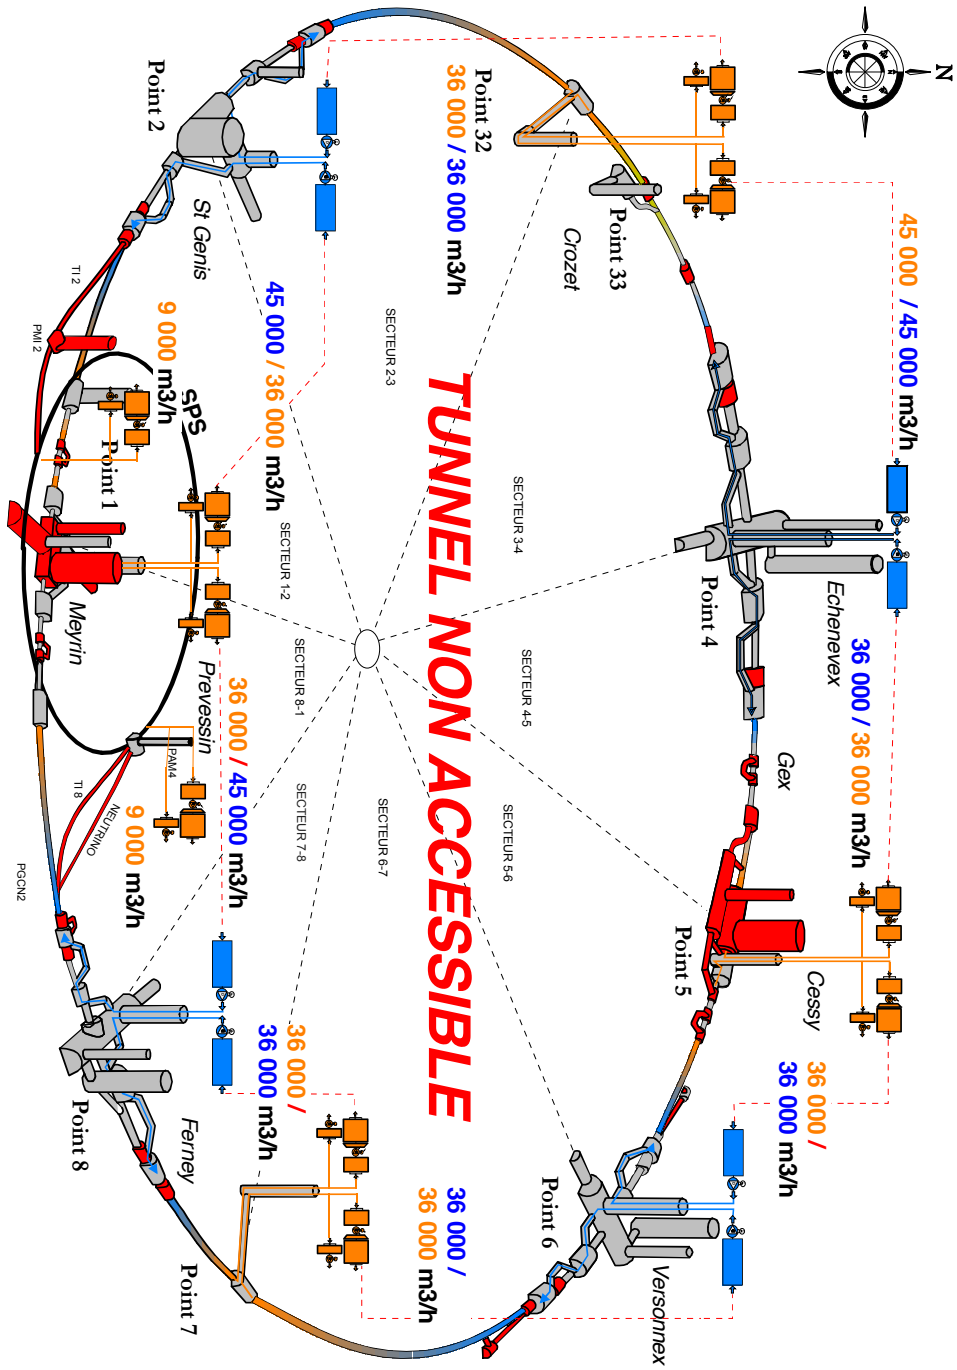 N
Point 2
St Genis
Point 32
36 000 / 36 000 m3/h
Crozet
Point 33
45 000 / 45 000 m3/h
TI 2
PMI 2
9 000 m3/h
SPS
Point 1
45 000 / 36 000 m3/h
SECTEUR 2-3
SECTEUR 1-2
SECTEUR 3-4
TUNNEL NON ACCESSIBLE
Point 4
Echenevex
36 000 / 36 000 m3/h
Meyrin
Prevessin
SECTEUR 8-1
SECTEUR 4-5
36 000 / 45 000 m3/h
Gex
PAM4
TI 8
NEUTRINO
9 000 m3/h
PGCN2
SECTEUR 7-8
SECTEUR 6-7
SECTEUR 5-6
Point 5
Cessy
36 000 /
36 000 m3/h
36 000 /
36 000 m3/h
Point 8
Ferney
36 000 /
36 000 m3/h
Point 6
Versonnex
Point 7